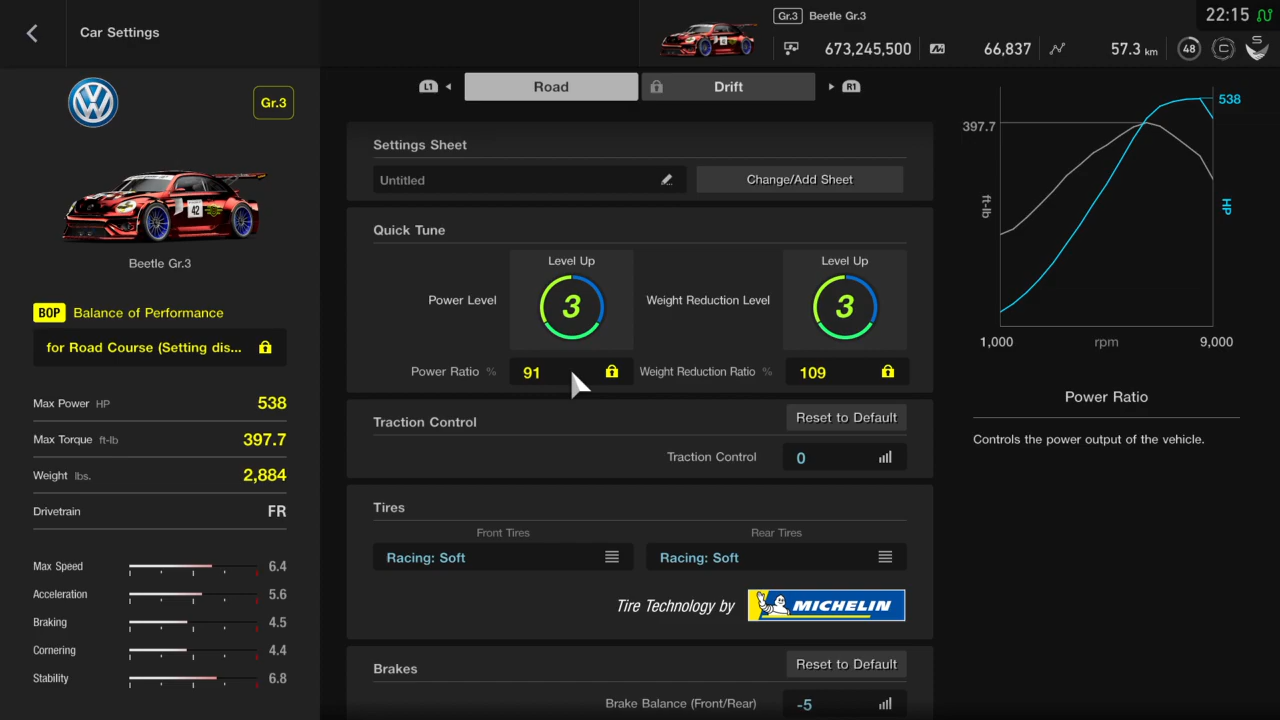 Car Settings
Gr.3 Beetle Gr.3
22:15
673,245,500 66,837 57.3 km 48 C S
Gr.3
Beetle Gr.3
BOP Balance of Performance
for Road Course (Setting dis...
Max Power HP 538
Max Torque ft-lb 397.7
Weight lbs. 2,884
Drivetrain FR
Max Speed 6.4
Acceleration 5.6
Braking 4.5
Cornering 4.4
Stability 6.8
L1 Road Drift R1
Settings Sheet
Untitled Change/Add Sheet
Quick Tune
Level Up Level Up
Power Level 3 Weight Reduction Level 3
Power Ratio % 91 Weight Reduction Ratio % 109
Traction Control Reset to Default
Traction Control 0
Tires
Front Tires Rear Tires
Racing: Soft Racing: Soft
Tire Technology by MICHELIN
Brakes Reset to Default
Brake Balance (Front/Rear) -5
538
397.7
ft-lb HP
1,000 rpm 9,000
Power Ratio
Controls the power output of the vehicle.